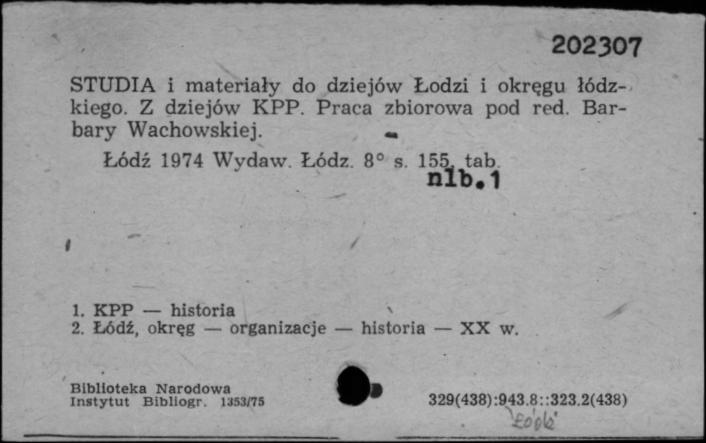 202307
STUDIA i materiały do dziejów Łodzi i okręgu łódz-
kiego. Z dziejów KPP. Praca zbiorowa pod red. Bar-
bary Wachowskiej.
Łódź 1974 Wydaw. Łódz. 8° s. 155, tab.
nlb.1
1. KPP — historia
2. Łódź, okręg — organizacje — historia — XX w.
Biblioteka Narodowa
Instytut Bibliogr. 1353/75
329(438):943.8::323.2(438)